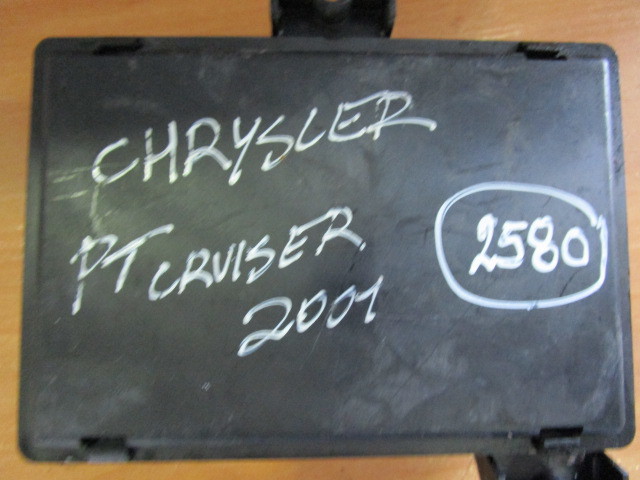 CHRYSLER
PT CRUISER
2001
2580